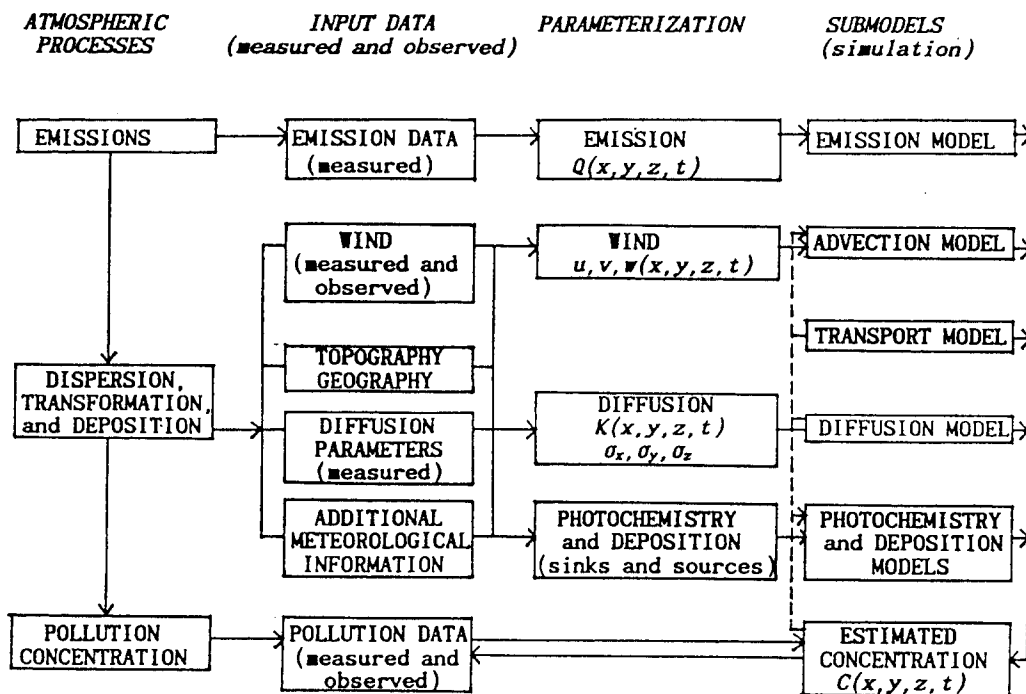 ATMOSPHERIC
PROCESSES
INPUT DATA
(measured and observed)
PARAMETERIZATION
SUBMODELS
(simulation)
EMISSIONS
EMISSION DATA
(measured)
EMISSION
Q(x,y,z,t)
EMISSION MODEL
WIND
(measured and
observed)
WIND
u,v,w(x,y,z,t)
ADVECTION MODEL
TRANSPORT MODEL
TOPOGRAPHY
GEOGRAPHY
DISPERSION,
TRANSFORMATION,
and DEPOSITION
DIFFUSION
PARAMETERS
(measured)
DIFFUSION
K(x,y,z,t)
σx,σy,σz
DIFFUSION MODEL
ADDITIONAL
METEOROLOGICAL
INFORMATION
PHOTOCHEMISTRY
and DEPOSITION
(sinks and sources)
PHOTOCHEMISTRY
and DEPOSITION
MODELS
POLLUTION
CONCENTRATION
POLLUTION DATA
(measured and
observed)
ESTIMATED
CONCENTRATION
C(x,y,z,t)